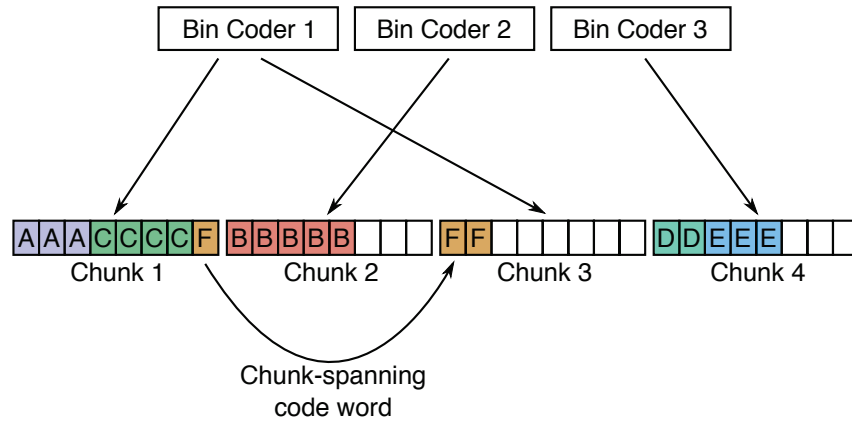 Bin Coder 1 Bin Coder 2 Bin Coder 3
A A A C C C C F B B B B B F F D D E E E
Chunk 1 Chunk 2 Chunk 3 Chunk 4
Chunk-spanning
code word